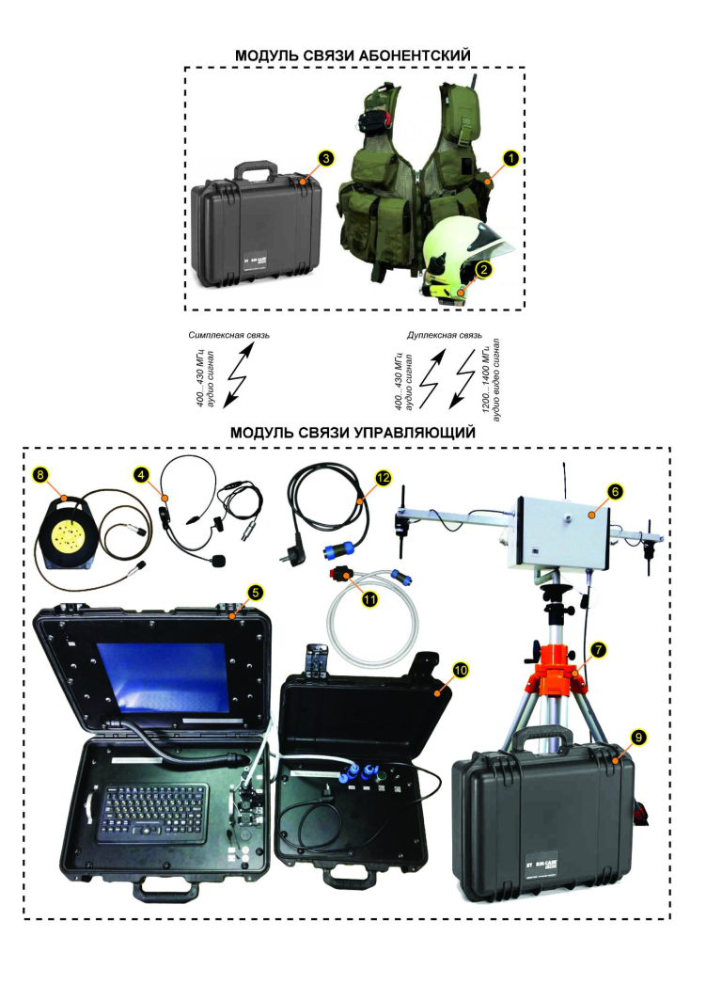 МОДУЛЬ СВЯЗИ АБОНЕНТСКИЙ
1
3
2
Симплексная связь
400...430 МГц
аудио сигнал
Дуплексная связь
400...430 МГц
аудио сигнал
1200...1400 МГц
аудио видео сигнал
МОДУЛЬ СВЯЗИ УПРАВЛЯЮЩИЙ
8
4
12
6
5
11
7
10
9